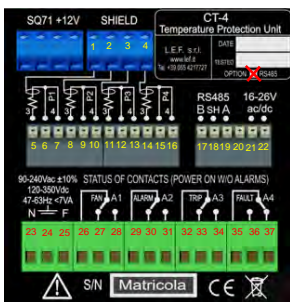 SQ71 +12V
SHIELD
CT-4
Temperature Protection Unit
L.E.F. s.r.l.
www.lef.it
DATE
TESTED
OPTION RS485
1 2 3 4
P1 P2 P3 P4
RS485
B SH A
16-26V
ac/dc
5 6 7 8 9 10 11 12 13 14 15 16
17 18 19 20 21 22
90-240Vac ±10%
120-350Vdc
47-63Hz <7VA
N F
STATUS OF CONTACTS (POWER ON W/O ALARMS)
FAN A1
ALARM A2
TRIP A3
FAULT A4
23 24 25 26 27 28 29 30 31 32 33 34 35 36 37
S/N
Matricola
CE